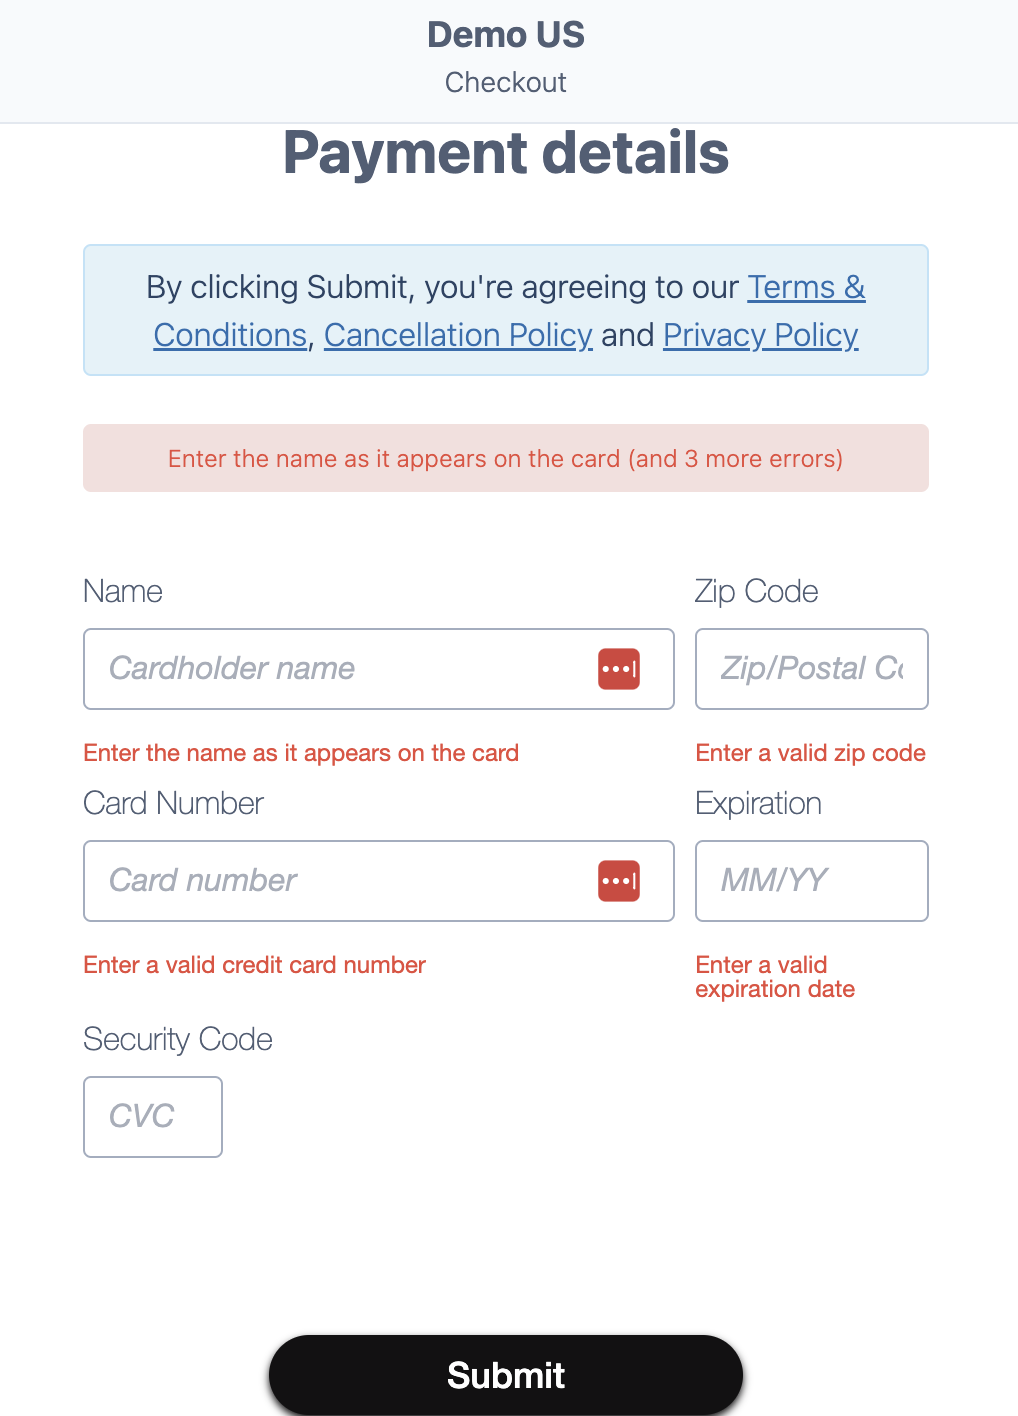 Demo US
Checkout
Payment details
By clicking Submit, you're agreeing to our Terms &
Conditions, Cancellation Policy and Privacy Policy
Enter the name as it appears on the card (and 3 more errors)
Name
Zip Code
Cardholder name
Zip/Postal Co
Enter the name as it appears on the card
Enter a valid zip code
Card Number
Expiration
Card number
MM/YY
Enter a valid credit card number
Enter a valid
expiration date
Security Code
CVC
Submit